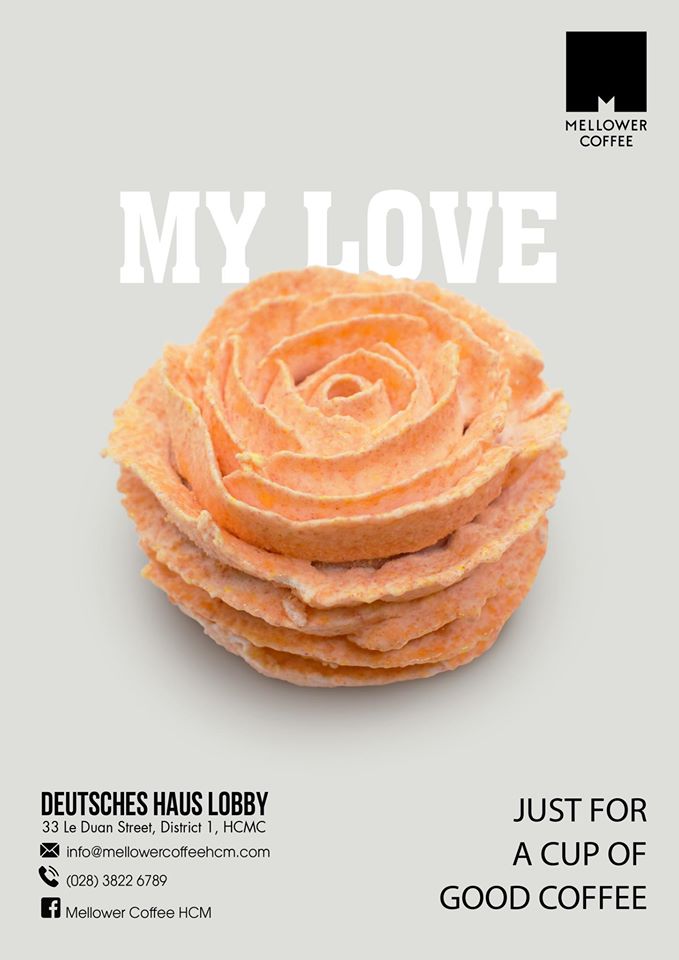 MELLOWER
COFFEE
MY LOVE
DEUTSCHES HAUS LOBBY
33 Le Duan Street, District 1, HCMC
info@mellowercoffeehcm.com
(028) 3822 6789
Mellower Coffee HCM
JUST FOR
A CUP OF
GOOD COFFEE